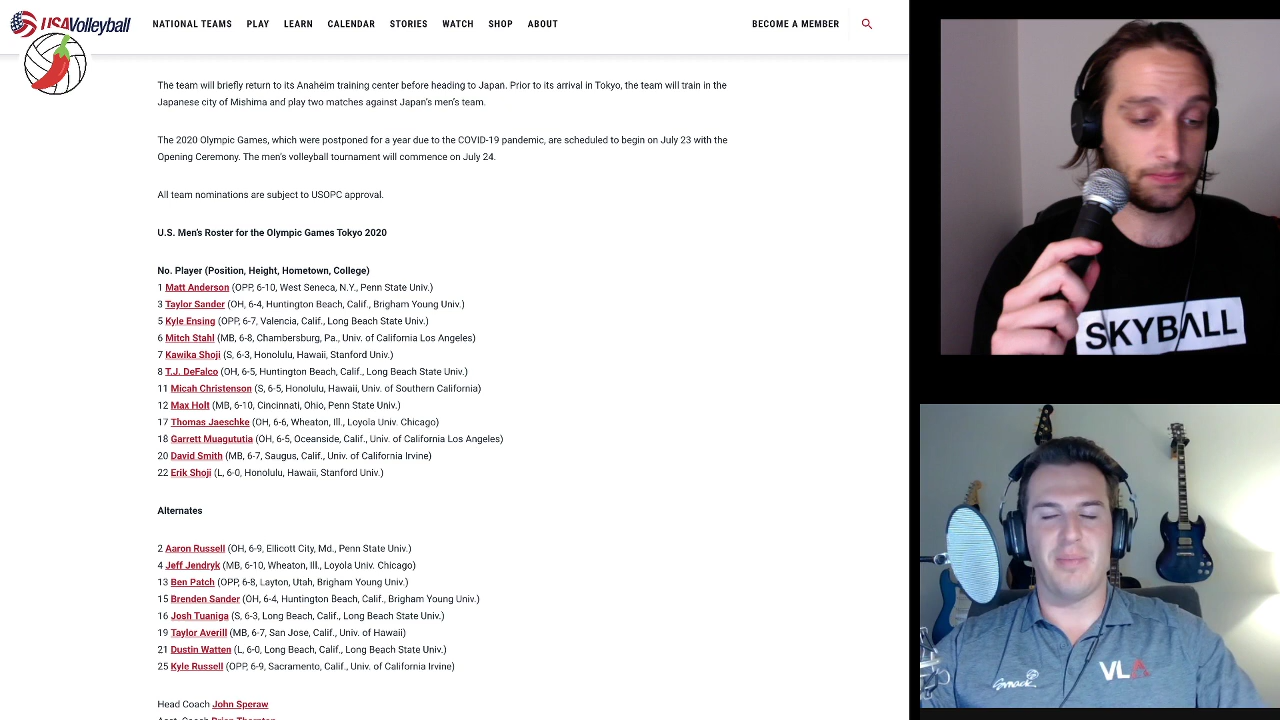 USAVolleyball
NATIONAL TEAMS PLAY LEARN CALENDAR STORIES WATCH SHOP ABOUT BECOME A MEMBER
The team will briefly return to its Anaheim training center before heading to Japan. Prior to its arrival in Tokyo, the team will train in the
Japanese city of Mishima and play two matches against Japan's men's team.
The 2020 Olympic Games, which were postponed for a year due to the COVID-19 pandemic, are scheduled to begin on July 23 with the
Opening Ceremony. The men's volleyball tournament will commence on July 24.
All team nominations are subject to USOPC approval.
U.S. Men's Roster for the Olympic Games Tokyo 2020
No. Player (Position, Height, Hometown, College)
1 Matt Anderson (OPP, 6-10, West Seneca, N.Y., Penn State Univ.)
3 Taylor Sander (OH, 6-4, Huntington Beach, Calif., Brigham Young Univ.)
5 Kyle Ensing (OPP, 6-7, Valencia, Calif., Long Beach State Univ.)
6 Mitch Stahl (MB, 6-8, Chambersburg, Pa., Univ. of California Los Angeles)
7 Kawika Shoji (S, 6-3, Honolulu, Hawaii, Stanford Univ.)
8 T.J. DeFalco (OH, 6-5, Huntington Beach, Calif., Long Beach State Univ.)
11 Micah Christenson (S, 6-5, Honolulu, Hawaii, Univ. of Southern California)
12 Max Holt (MB, 6-10, Cincinnati, Ohio, Penn State Univ.)
17 Thomas Jaeschke (OH, 6-6, Wheaton, Ill., Loyola Univ. Chicago)
18 Garrett Muagututia (OH, 6-5, Oceanside, Calif., Univ. of California Los Angeles)
20 David Smith (MB, 6-7, Saugus, Calif., Univ. of California Irvine)
22 Erik Shoji (L, 6-0, Honolulu, Hawaii, Stanford Univ.)
Alternates
2 Aaron Russell (OH, 6-9, Ellicott City, Md., Penn State Univ.)
4 Jeff Jendryk (MB, 6-10, Wheaton, Ill., Loyola Univ. Chicago)
13 Ben Patch (OPP, 6-8, Layton, Utah, Brigham Young Univ.)
15 Brenden Sander (OH, 6-4, Huntington Beach, Calif., Brigham Young Univ.)
16 Josh Tuaniga (S, 6-3, Long Beach, Calif., Long Beach State Univ.)
19 Taylor Averill (MB, 6-7, San Jose, Calif., Univ. of Hawaii)
21 Dustin Watten (L, 6-0, Long Beach, Calif., Long Beach State Univ.)
25 Kyle Russell (OPP, 6-9, Sacramento, Calif., Univ. of California Irvine)
Head Coach John Speraw
Asst. Coach Brian Thornton
SKYBALL
Smack
VLA